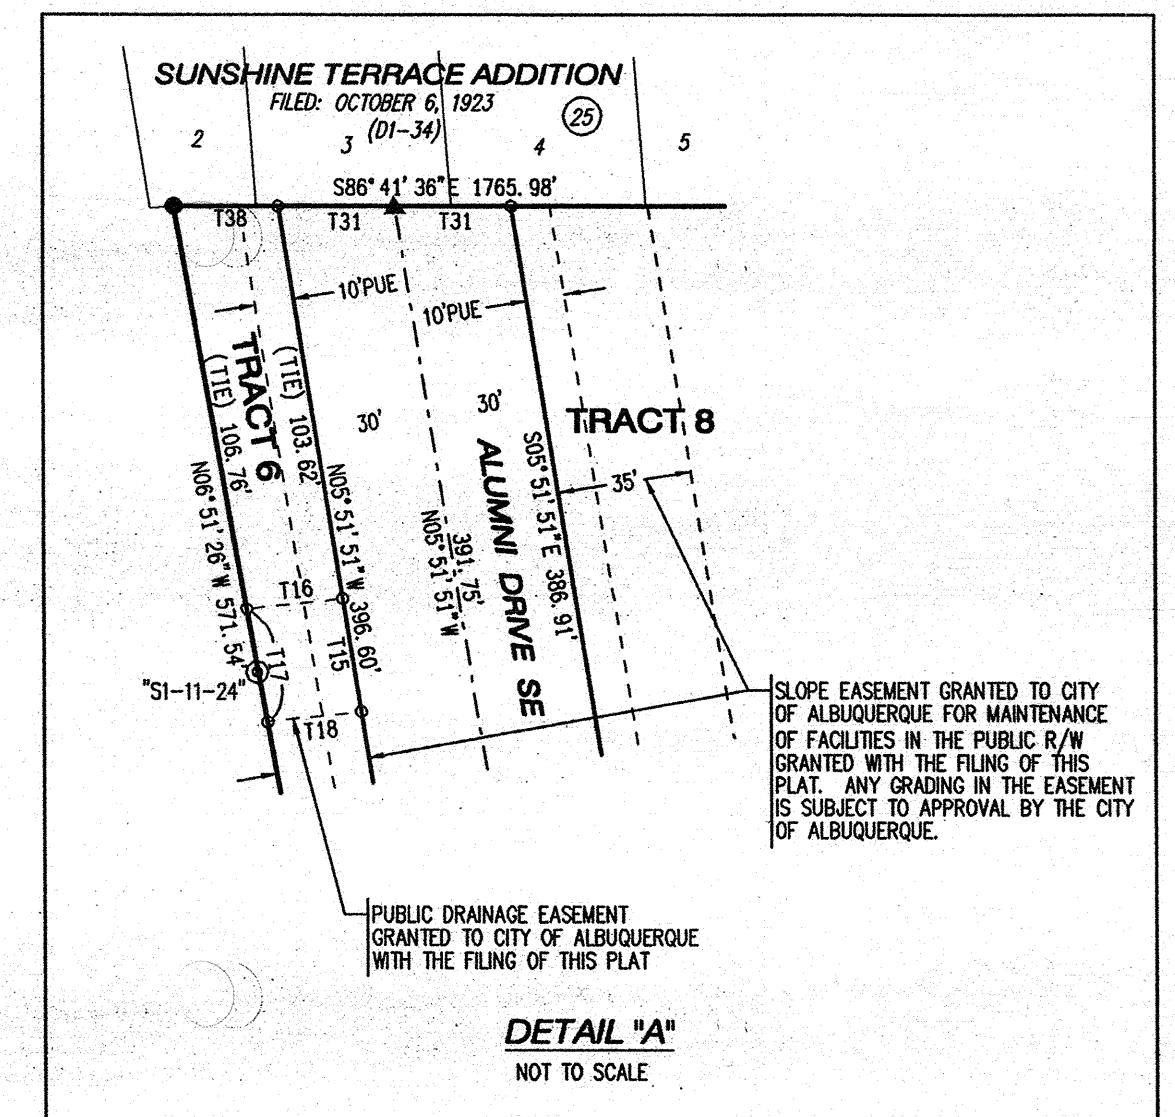 SUNSHINE TERRACE ADDITION
FILED: OCTOBER 6, 1923
(D1-34)
25
2
3
4
5
S86° 41' 36" E 1765.98'
T38
T31
T31
10'PUE
10'PUE
TRACT 6
(TIE) 106.76'
N06° 51' 26" W 571.54'
(TIE) 103.62'
N05° 51' 51" W 396.60'
30'
30'
391.75'
N05° 51' 51" W
ALUMNI DRIVE SE
S05° 51' 51" E 386.91'
TRACT 8
35'
T16
T15
T17
T18
"S1-11-24"
SLOPE EASEMENT GRANTED TO CITY
OF ALBUQUERQUE FOR MAINTENANCE
OF FACILITIES IN THE PUBLIC R/W
GRANTED WITH THE FILING OF THIS
PLAT. ANY GRADING IN THE EASEMENT
IS SUBJECT TO APPROVAL BY THE CITY
OF ALBUQUERQUE.
PUBLIC DRAINAGE EASEMENT
GRANTED TO CITY OF ALBUQUERQUE
WITH THE FILING OF THIS PLAT
DETAIL "A"
NOT TO SCALE